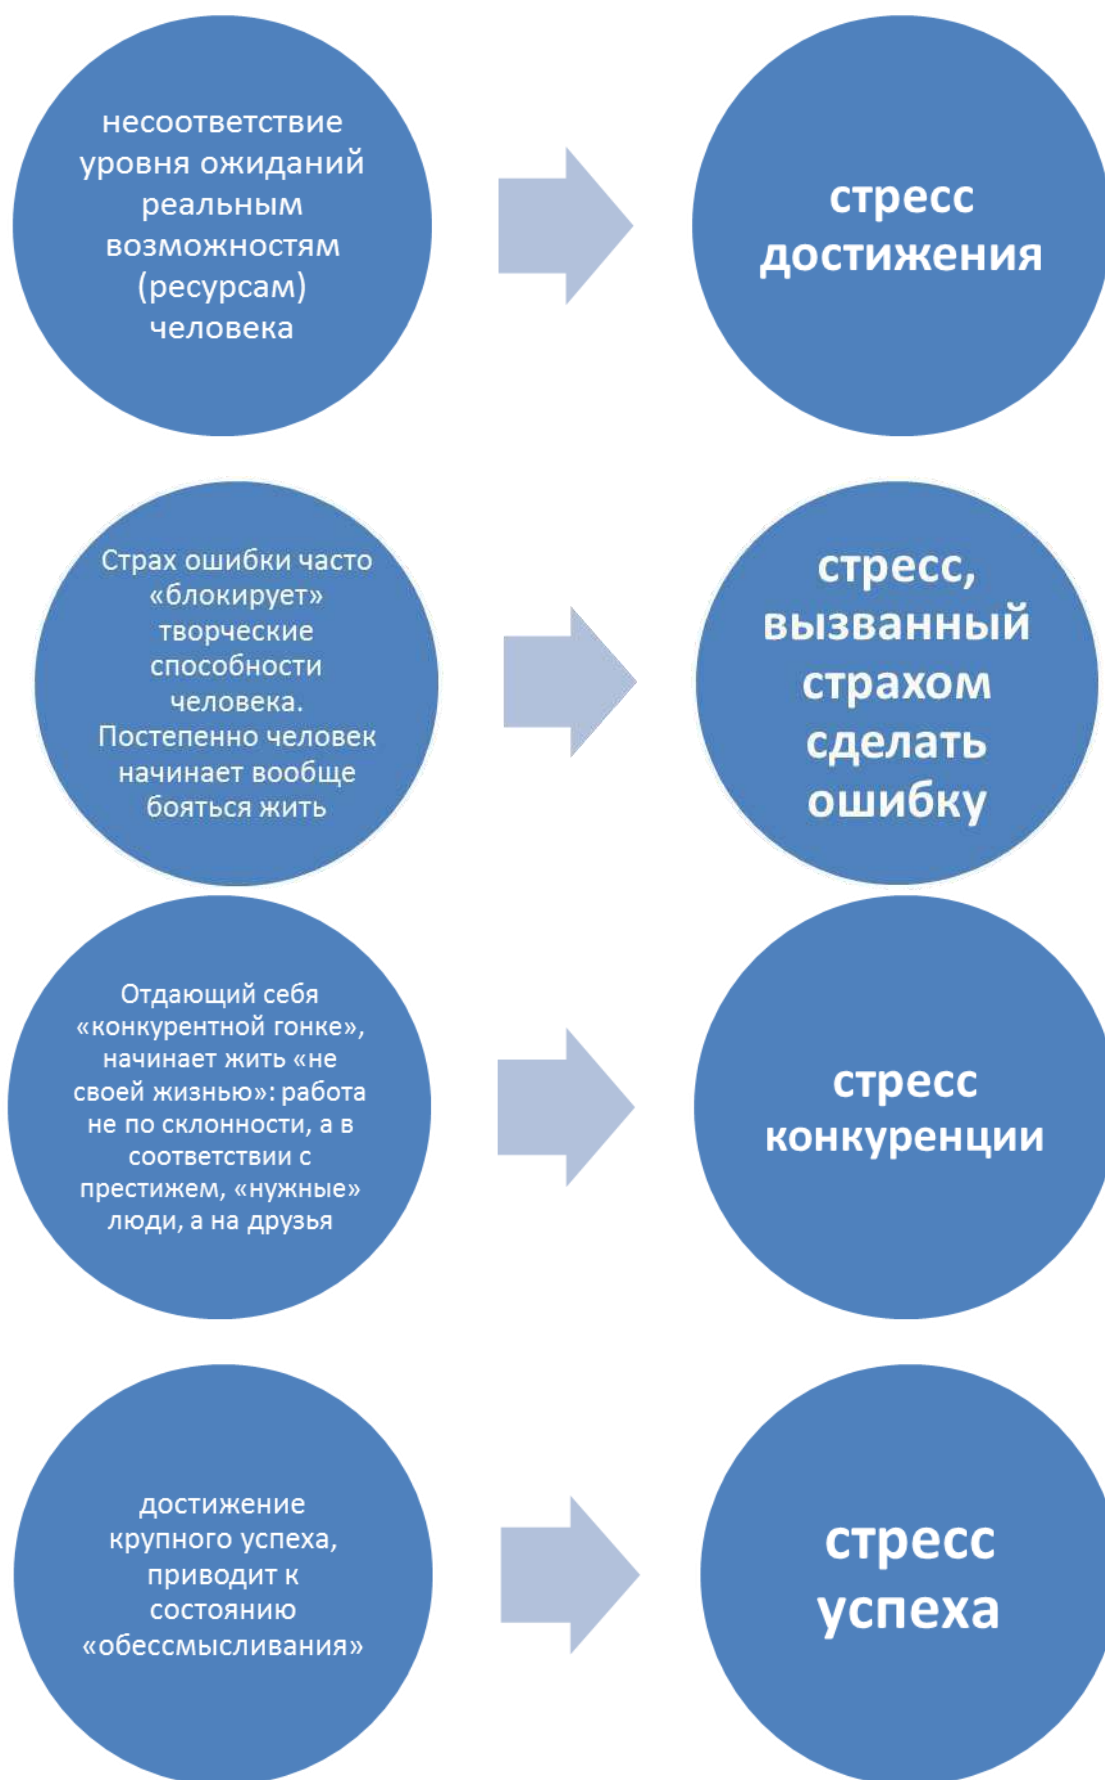 несоответствие
уровня ожиданий
реальным
возможностям
(ресурсам)
человека
стресс
достижения
Страх ошибки часто
«блокирует»
творческие
способности
человека.
Постепенно человек
начинает вообще
бояться жить
стресс,
вызванный
страхом
сделать
ошибку
Отдающий себя
«конкурентной гонке»,
начинает жить «не
своей жизнью»: работа
не по склонности, а в
соответствии с
престижем, «нужные»
люди, а на друзья
стресс
конкуренции
достижение
крупного успеха,
приводит к
состоянию
«обессмысливания»
стресс
успеха